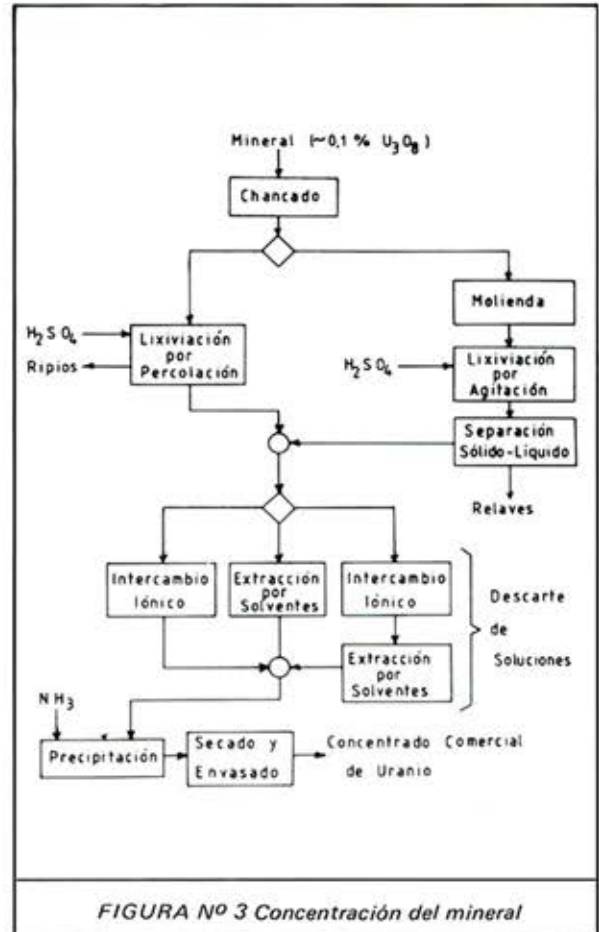 Mineral (~0,1 % U3O8)
Chancado
Molienda
H2SO4
Lixiviación
por
Percolación
Ripios
H2SO4
Lixiviación
por
Agitación
Separación
Sólido-Líquido
Relaves
Intercambio
Iónico
Extracción
por
Solventes
Intercambio
Iónico
Extracción
por
Solventes
Descarte
de
Soluciones
NH3
Precipitación
Secado y
Envasado
Concentrado Comercial
de Uranio
FIGURA Nº 3 Concentración del mineral